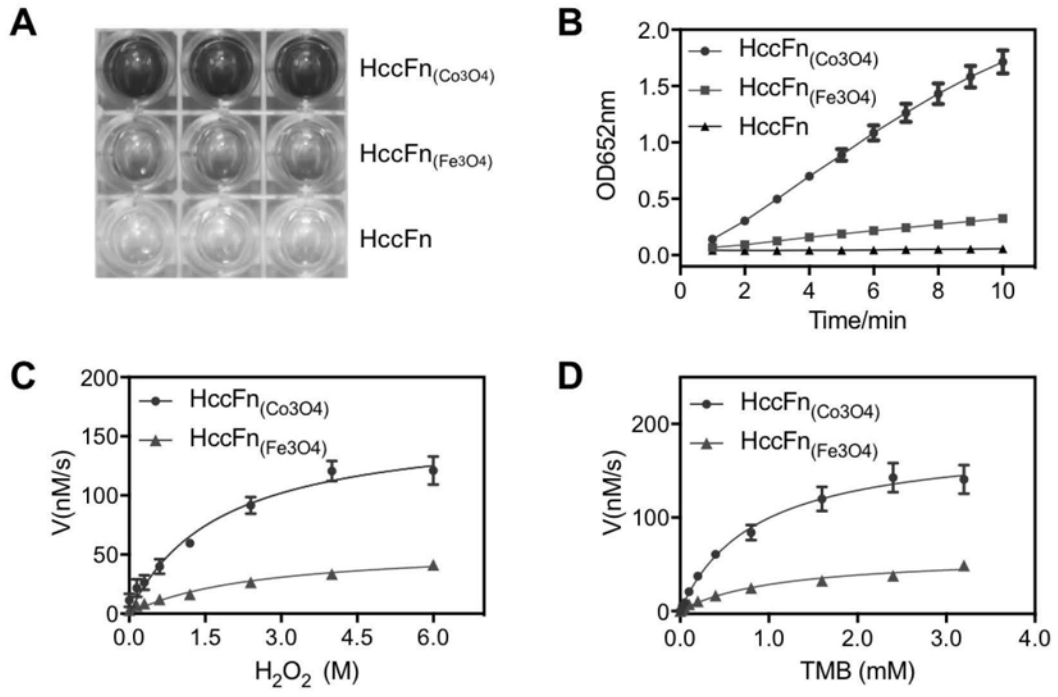 A
HccFn(Co3O4)
HccFn(Fe3O4)
HccFn
B
HccFn(Co3O4)
HccFn(Fe3O4)
HccFn
2.0
1.5
1.0
0.5
0.0
OD652nm
0 2 4 6 8 10
Time/min
C
HccFn(Co3O4)
HccFn(Fe3O4)
200
150
100
50
0
V(nM/s)
0.0 1.5 3.0 4.5 6.0
H₂O₂ (M)
D
HccFn(Co3O4)
HccFn(Fe3O4)
200
100
0
V(nM/s)
0.0 1.0 2.0 3.0 4.0
TMB (mM)